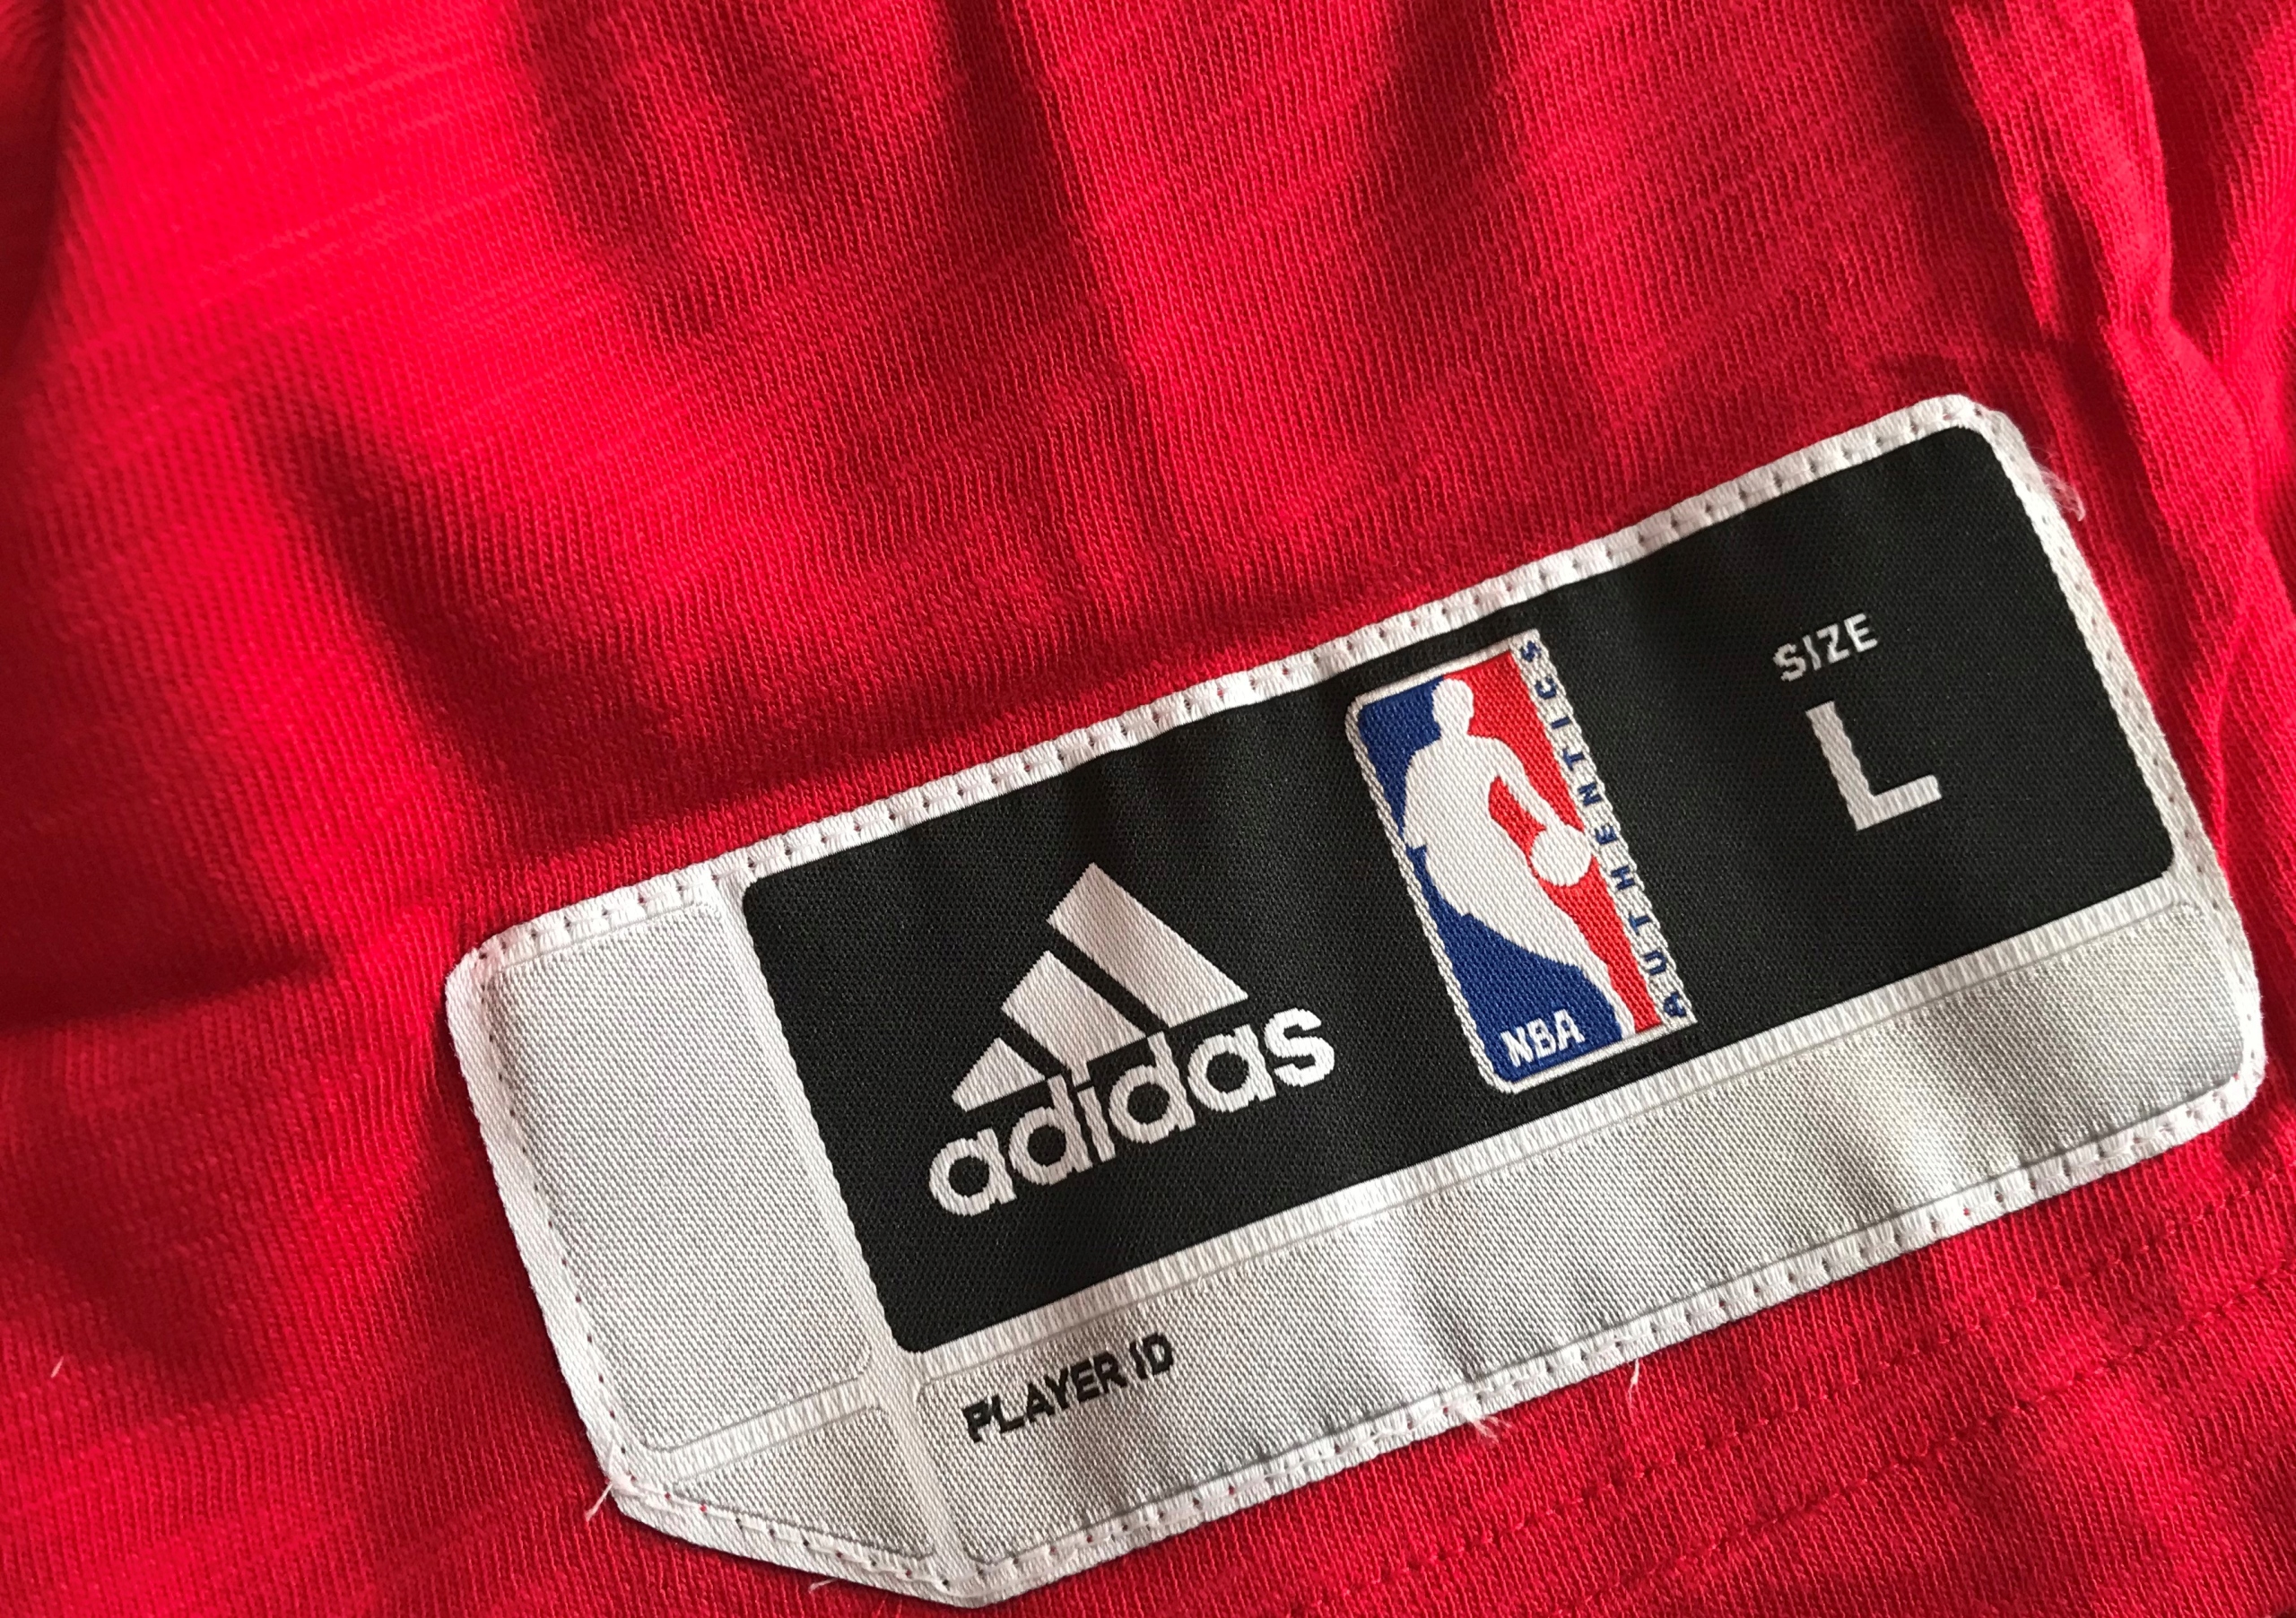 adidas
NBA
AUTHENTICS
SIZE
L
PLAYER ID